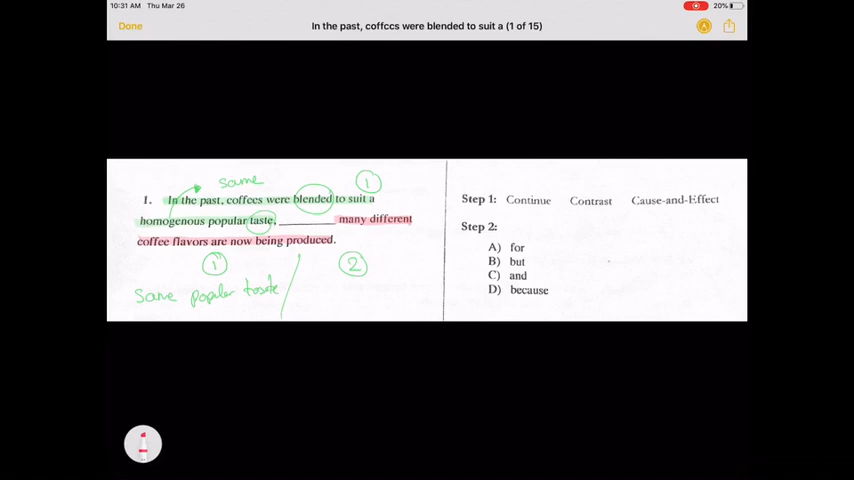 10:31 AM Thu Mar 26
20%
Done
In the past, coffccs were blended to suit a (1 of 15)
same
1
1. In the past, coffees were blended to suit a
homogenous popular taste, ________ many different
coffee flavors are now being produced.
1
2
Same popular
Step 1: Continue Contrast Cause-and-Effect
Step 2:
A) for
B) but
C) and
D) because